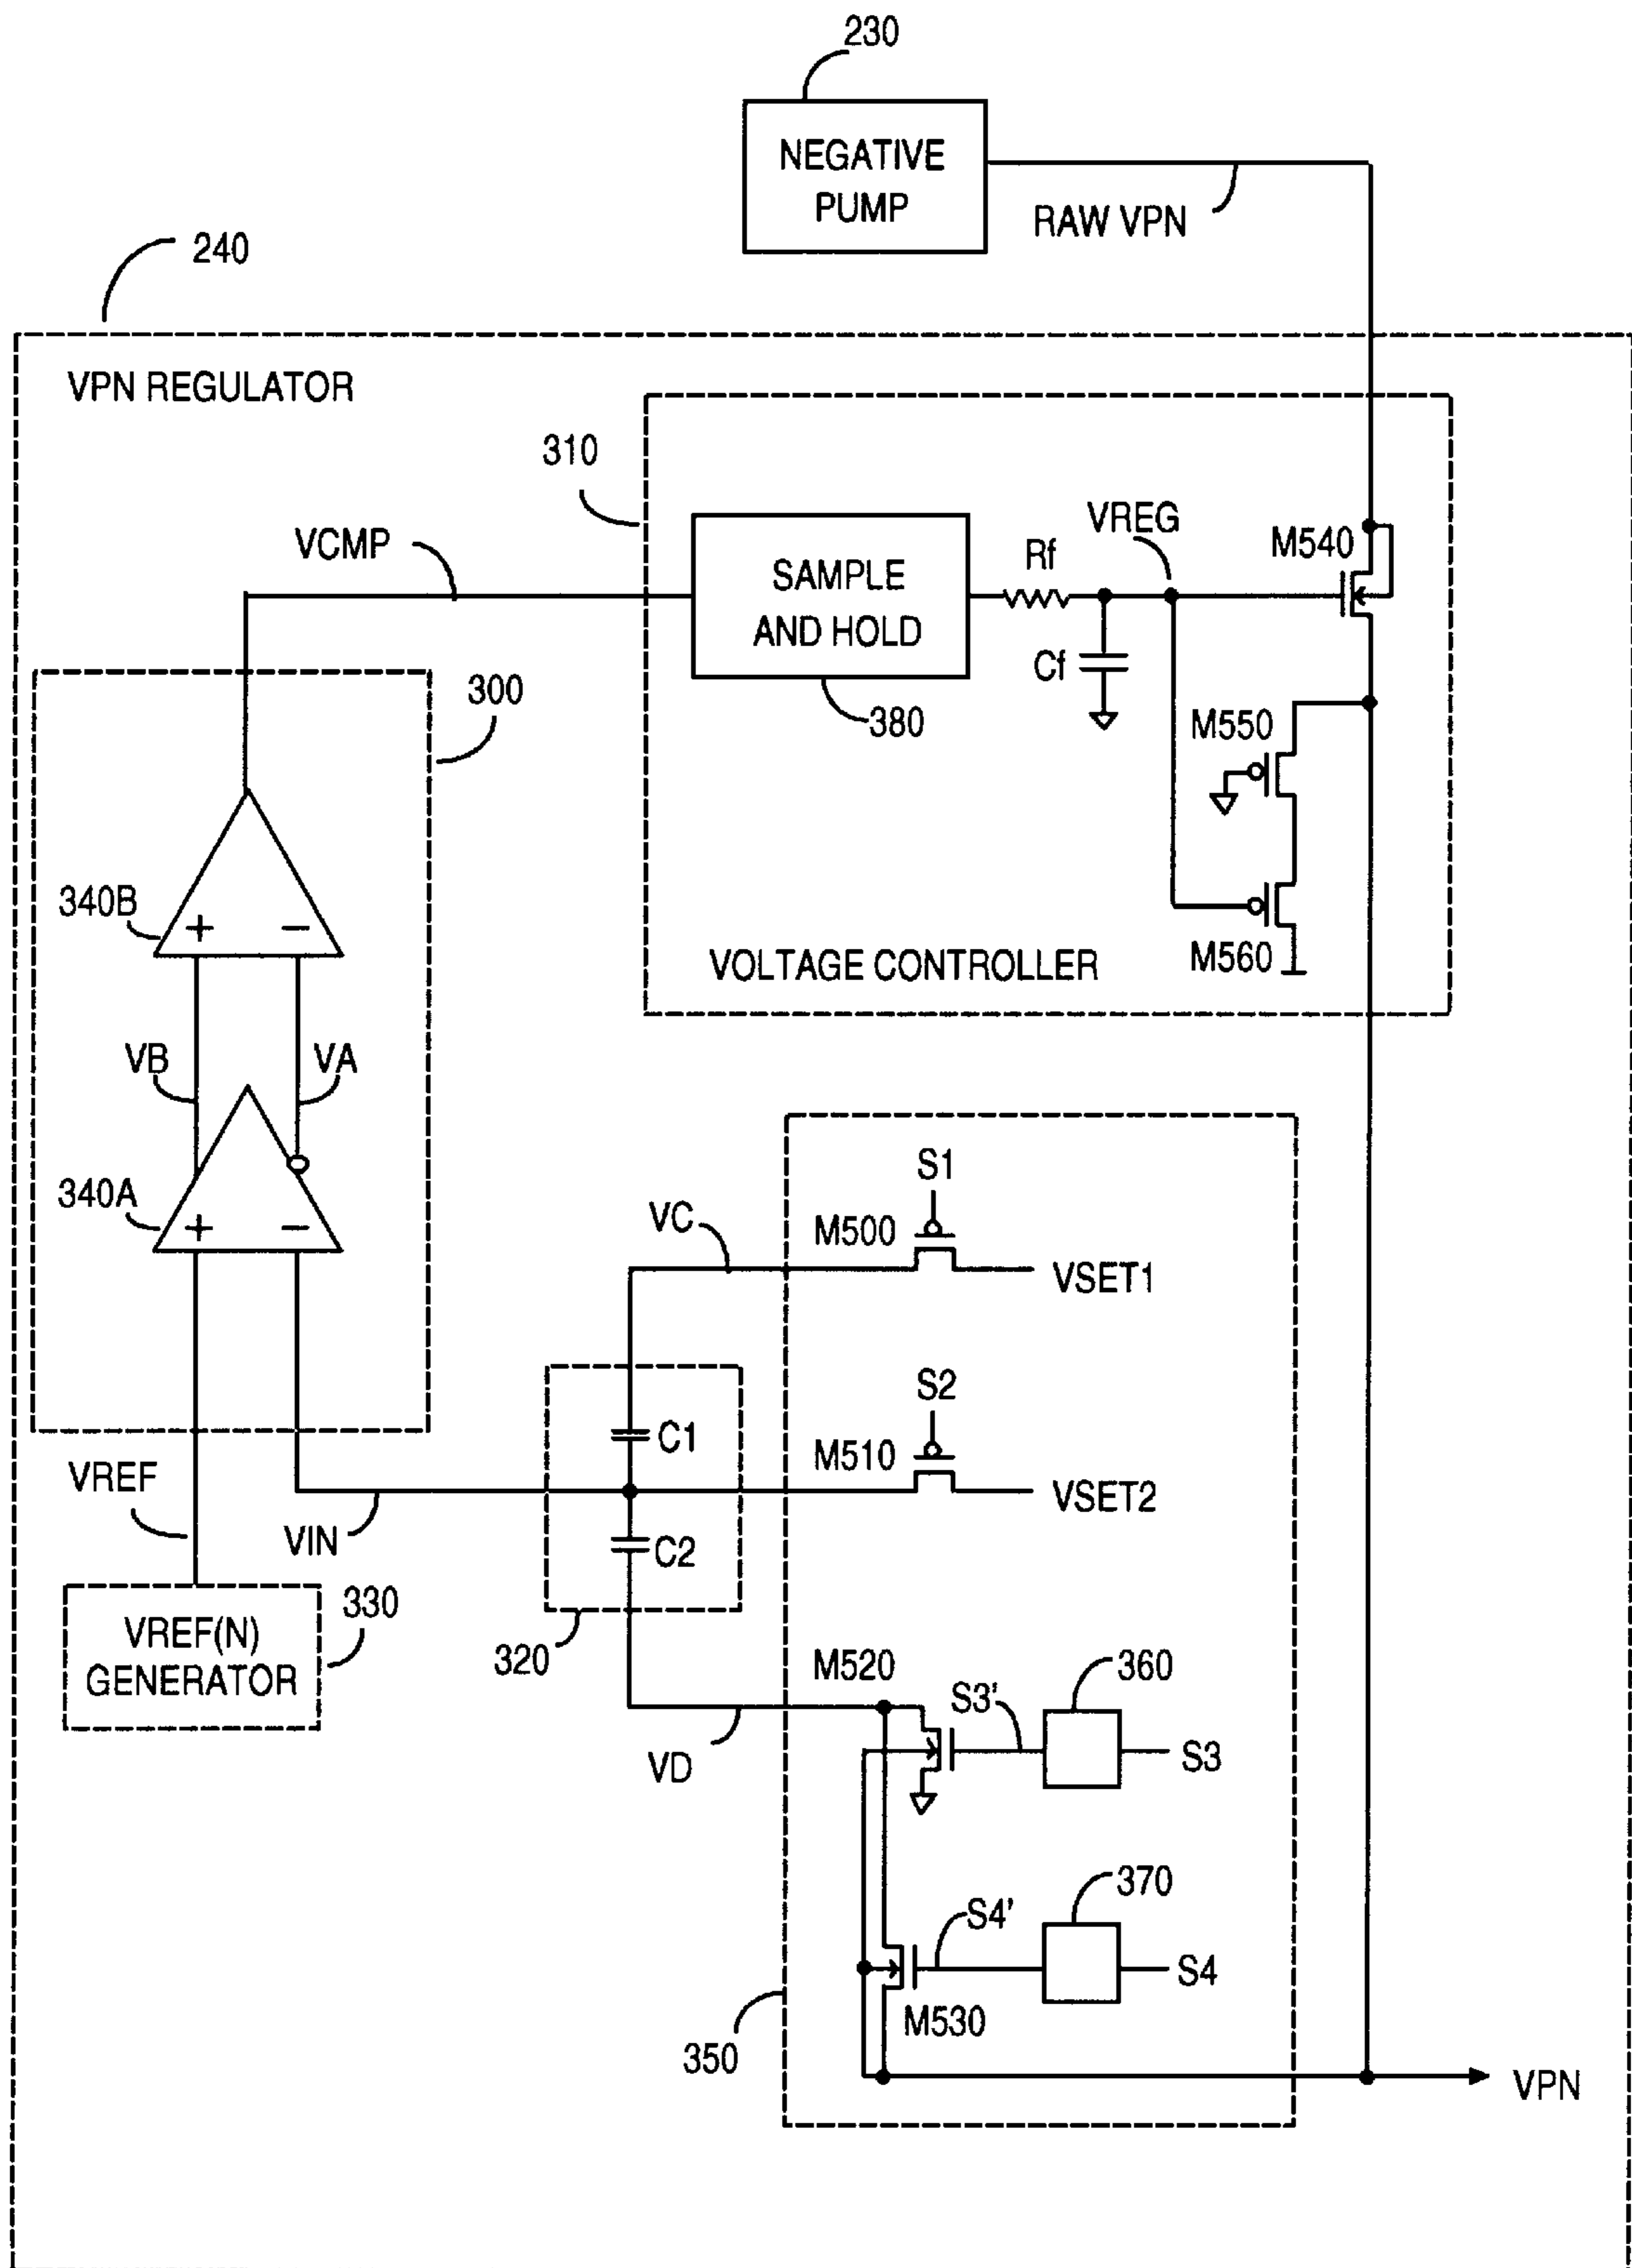 230
NEGATIVE
PUMP
RAW VPN
240
VPN REGULATOR
310
VCMP
SAMPLE
AND HOLD
Rf
VREG
M540
Cf
380
300
M550
340B
+ −
M560
VOLTAGE CONTROLLER
VB
VA
340A
+ −
S1
VC
M500
VSET1
S2
C1
M510
VSET2
VREF
VIN
C2
VREF(N)
GENERATOR
330
320
M520
S3'
360
S3
VD
370
S4'
S4
M530
350
VPN